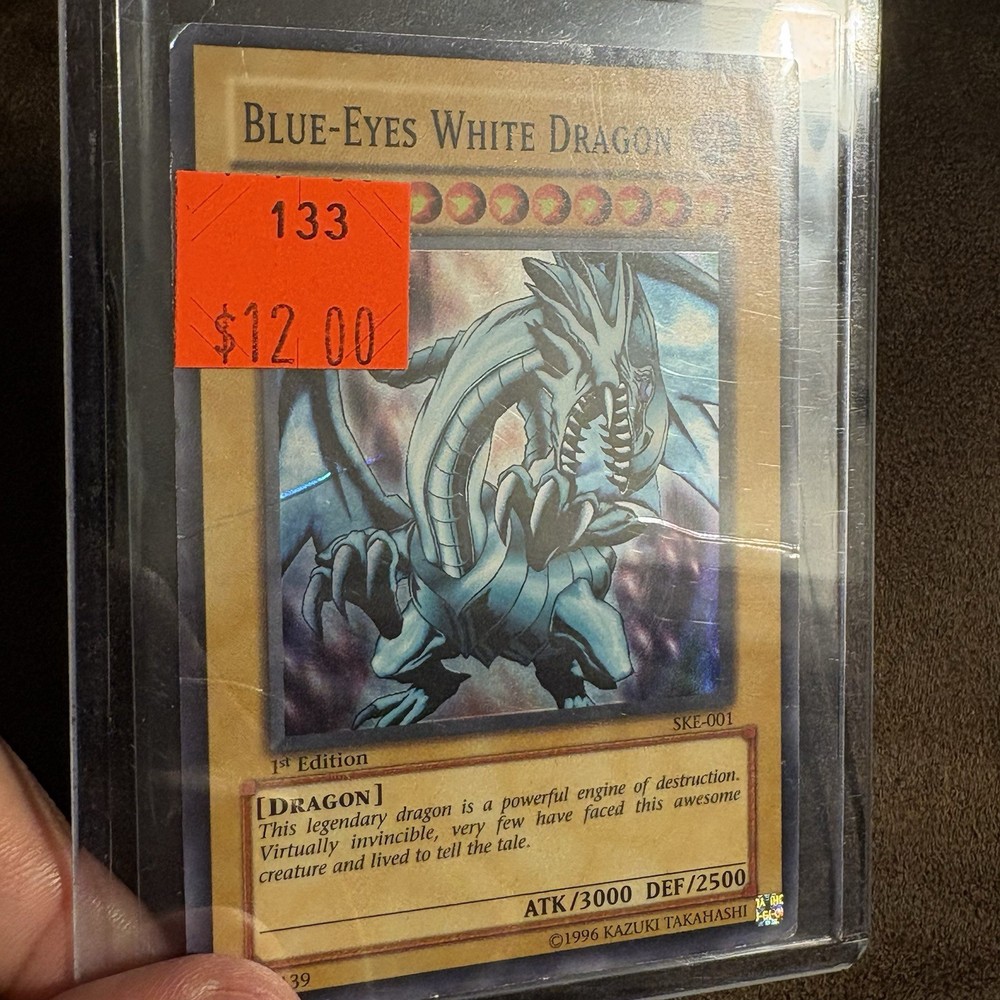 BLUE-EYES WHITE DRAGON
133
$12 00
SKE-001
1st Edition
[DRAGON]
This legendary dragon is a powerful engine of destruction.
Virtually invincible, very few have faced this awesome
creature and lived to tell the tale.
ATK/3000 DEF/2500
©1996 KAZUKI TAKAHASHI
139